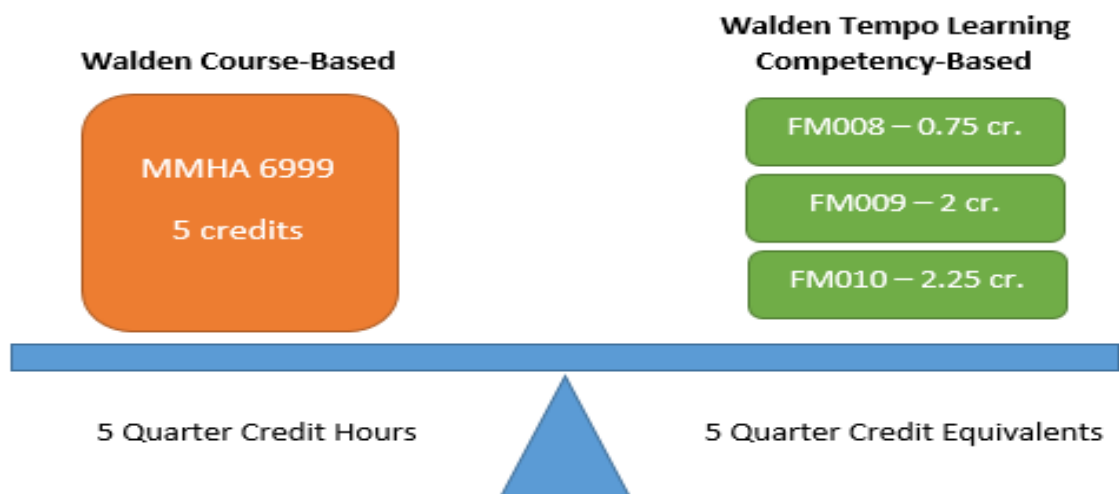 Walden Course-Based
MMHA 6999
5 credits
Walden Tempo Learning
Competency-Based
FM008 – 0.75 cr.
FM009 – 2 cr.
FM010 – 2.25 cr.
5 Quarter Credit Hours
5 Quarter Credit Equivalents